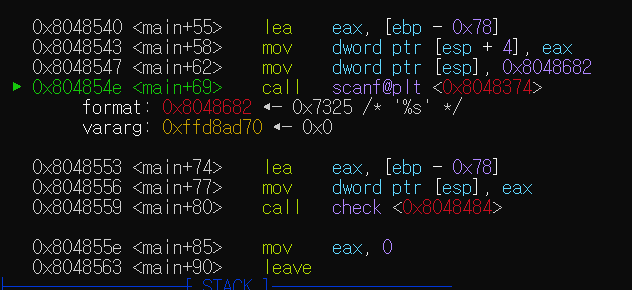 0x8048540 <main+55> lea eax, [ebp - 0x78]
0x8048543 <main+58> mov dword ptr [esp + 4], eax
0x8048547 <main+62> mov dword ptr [esp], 0x8048682
► 0x804854e <main+69> call scanf@plt <0x8048374>
format: 0x8048682 ◂— 0x7325 /* '%s' */
vararg: 0xffd8ad70 ◂— 0x0
0x8048553 <main+74> lea eax, [ebp - 0x78]
0x8048556 <main+77> mov dword ptr [esp], eax
0x8048559 <main+80> call check <0x8048484>
0x804855e <main+85> mov eax, 0
0x8048563 <main+90> leave
[ STACK ]